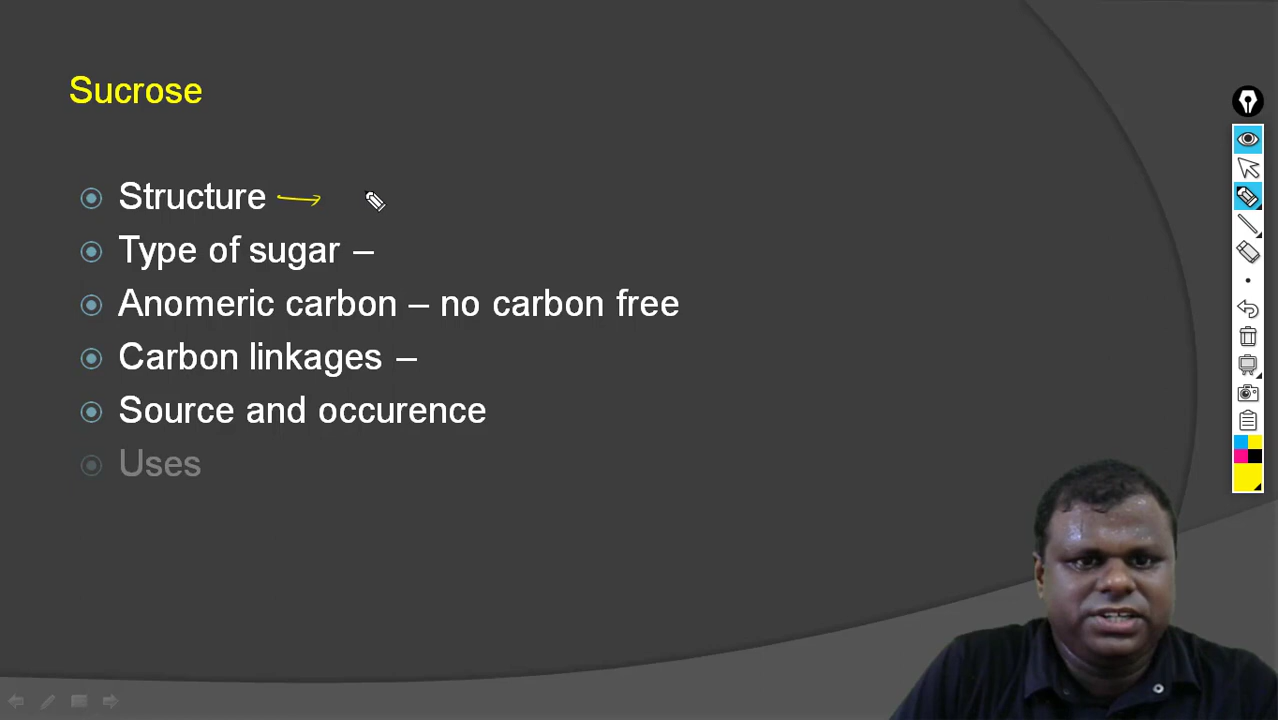 Sucrose
Structure →
Type of sugar –
Anomeric carbon – no carbon free
Carbon linkages –
Source and occurence
Uses